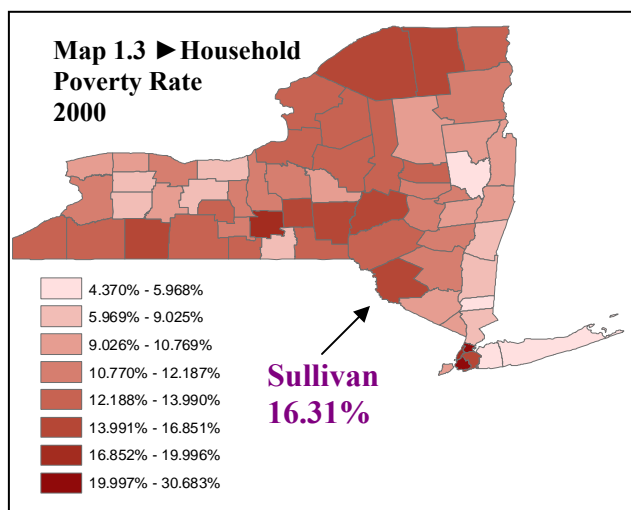 Map 1.3 ►Household
Poverty Rate
2000
4.370% - 5.968%
5.969% - 9.025%
9.026% - 10.769%
10.770% - 12.187%
12.188% - 13.990%
13.991% - 16.851%
16.852% - 19.996%
19.997% - 30.683%
Sullivan
16.31%